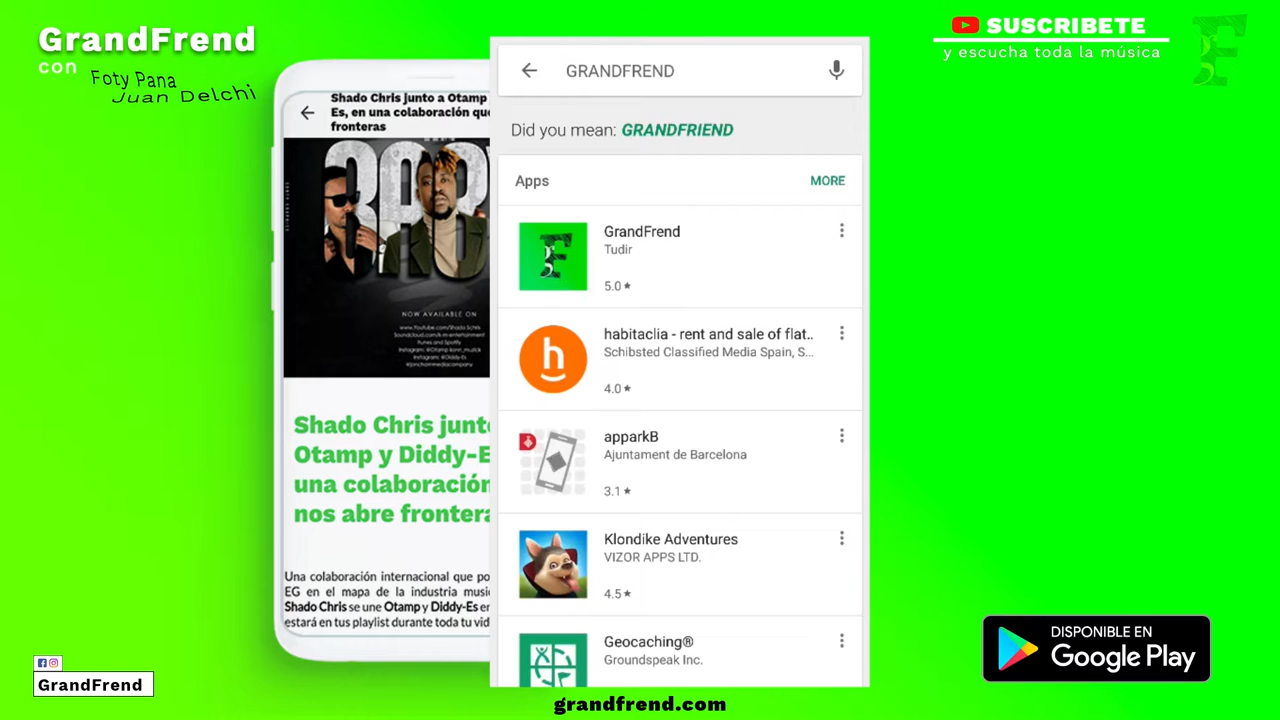 GrandFrend
con
Foty Pana
Juan Delchi
SUSCRIBETE
y escucha toda la música
Shado Chris junto a Otamp
Es, en una colaboración que
fronteras
NOW AVAILABLE ON
Shado Chris junt
Otamp y Diddy-E
una colaboración
nos abre frontera
Una colaboración internacional que po
EG en el mapa de la industria musi
Shado Chris se une Otamp y Diddy-Es en
estará en tus playlist durante toda tu vid
GRANDFREND
Did you mean: GRANDFRIEND
Apps
MORE
GrandFrend
Tudir
5.0 ★
habitaclia - rent and sale of flat..
Schibsted Classified Media Spain, S...
4.0 ★
apparkB
Ajuntament de Barcelona
3.1 ★
Klondike Adventures
VIZOR APPS LTD.
4.5 ★
Geocaching®
Groundspeak Inc.
GrandFrend
DISPONIBLE EN
Google Play
grandfrend.com